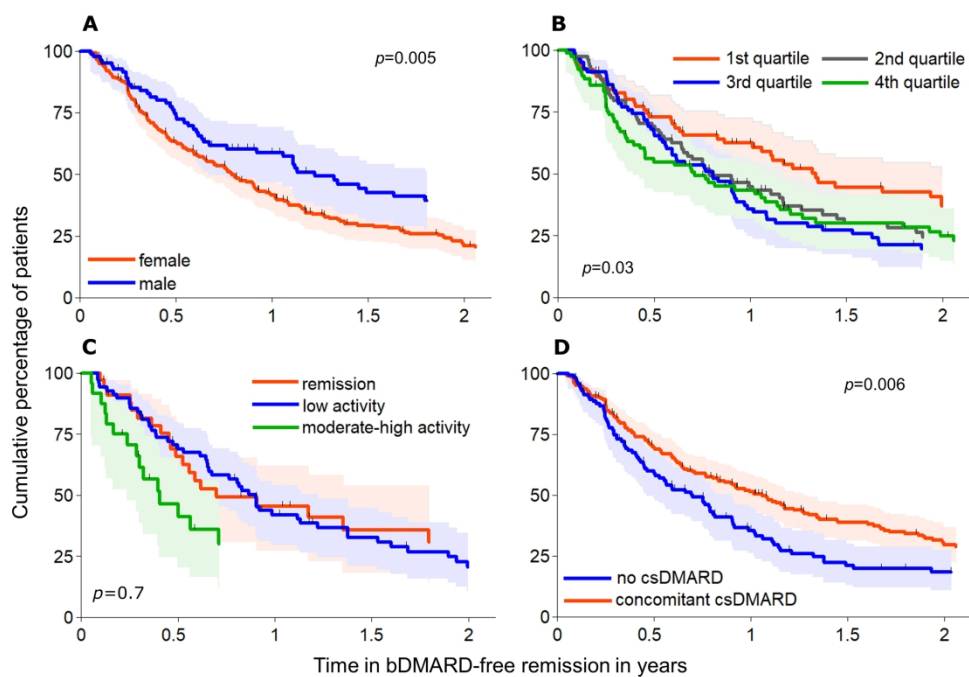 A
p=0.005
100
75
50
25
0
female
male
0
0.5
1
1.5
2
B
1st quartile 2nd quartile
3rd quartile 4th quartile
100
75
50
25
0
p=0.03
0
0.5
1
1.5
2
C
remission
low activity
moderate-high activity
100
75
50
25
0
p=0.7
0
0.5
1
1.5
2
D
p=0.006
100
75
50
25
0
no csDMARD
concomitant csDMARD
0
0.5
1
1.5
2
Cumulative percentage of patients
Time in bDMARD-free remission in years